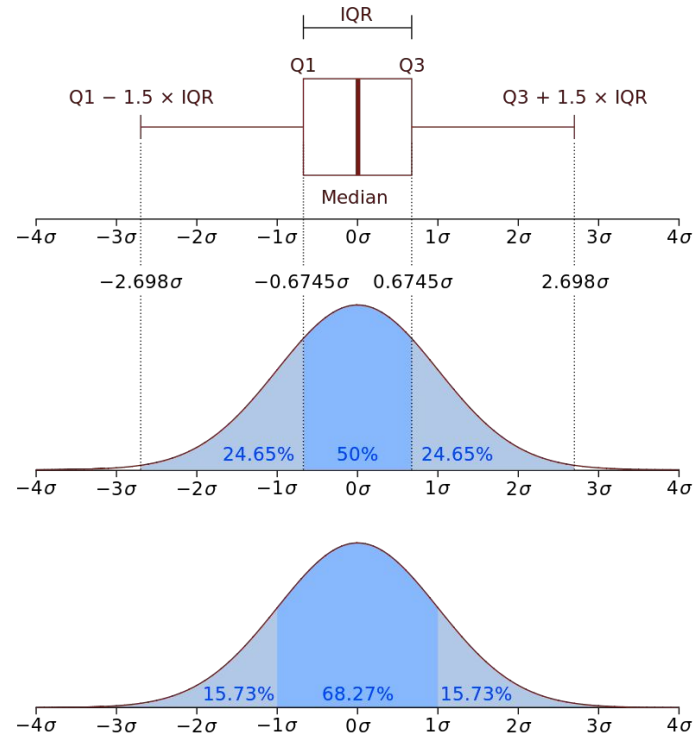 IQR
Q1 Q3
Q1 − 1.5 × IQR Q3 + 1.5 × IQR
Median
−4σ −3σ −2σ −1σ 0σ 1σ 2σ 3σ 4σ
−2.698σ −0.6745σ 0.6745σ 2.698σ
24.65% 50% 24.65%
−4σ −3σ −2σ −1σ 0σ 1σ 2σ 3σ 4σ
15.73% 68.27% 15.73%
−4σ −3σ −2σ −1σ 0σ 1σ 2σ 3σ 4σ